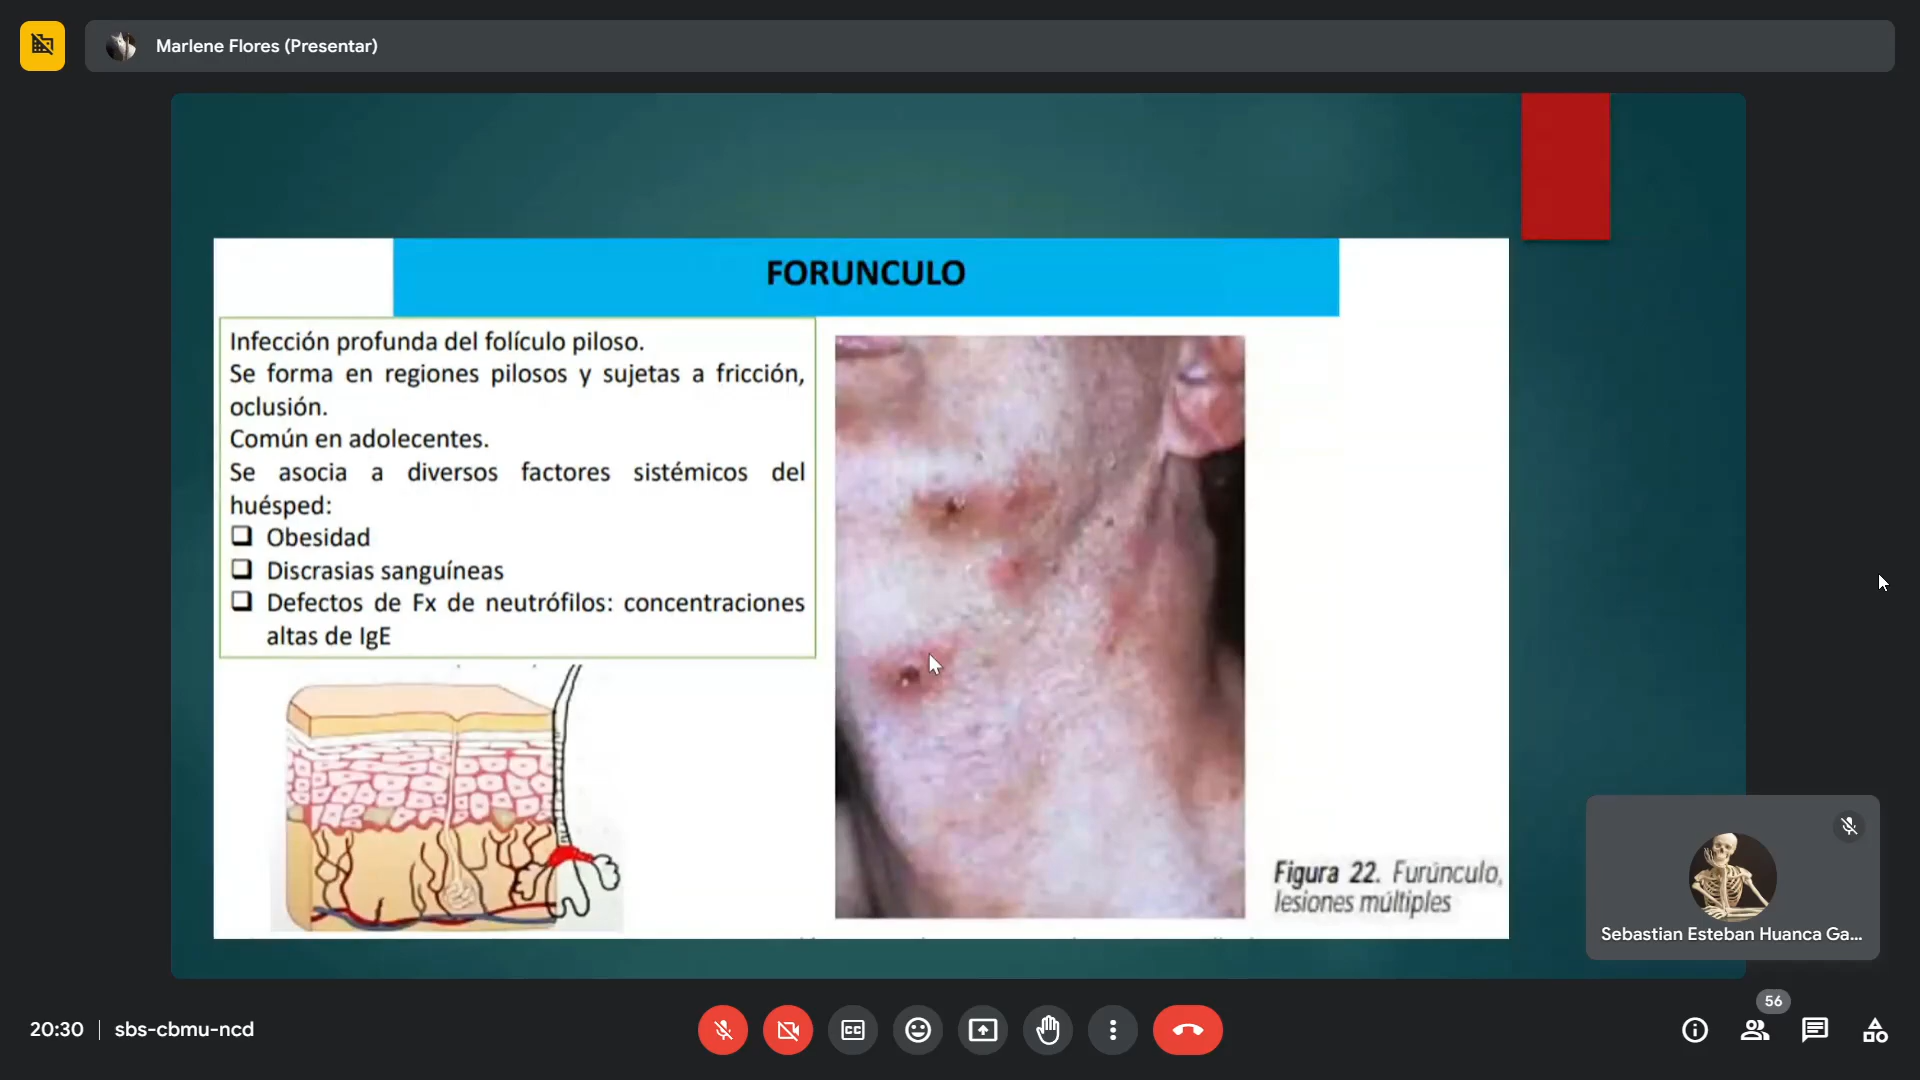 Marlene Flores (Presentar)
FORUNCULO
Infección profunda del folículo piloso.
Se forma en regiones pilosos y sujetas a fricción,
oclusión.
Común en adolecentes.
Se asocia a diversos factores sistémicos del
huésped:
Obesidad
Discrasias sanguíneas
Defectos de Fx de neutrófilos: concentraciones
altas de IgE
Figura 22. Furúnculo,
lesiones múltiples
Sebastian Esteban Huanca Ga...
20:30 | sbs-cbmu-ncd
CC
56